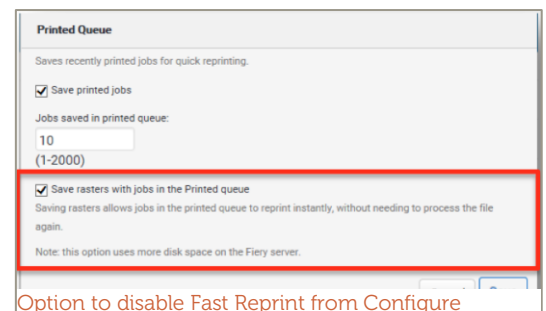 Printed Queue
Saves recently printed jobs for quick reprinting.
Save printed jobs
Jobs saved in printed queue:
10
(1-2000)
Save rasters with jobs in the Printed queue
Saving rasters allows jobs in the printed queue to reprint instantly, without needing to process the file
again.
Note: this option uses more disk space on the Fiery server.
Option to disable Fast Reprint from Configure